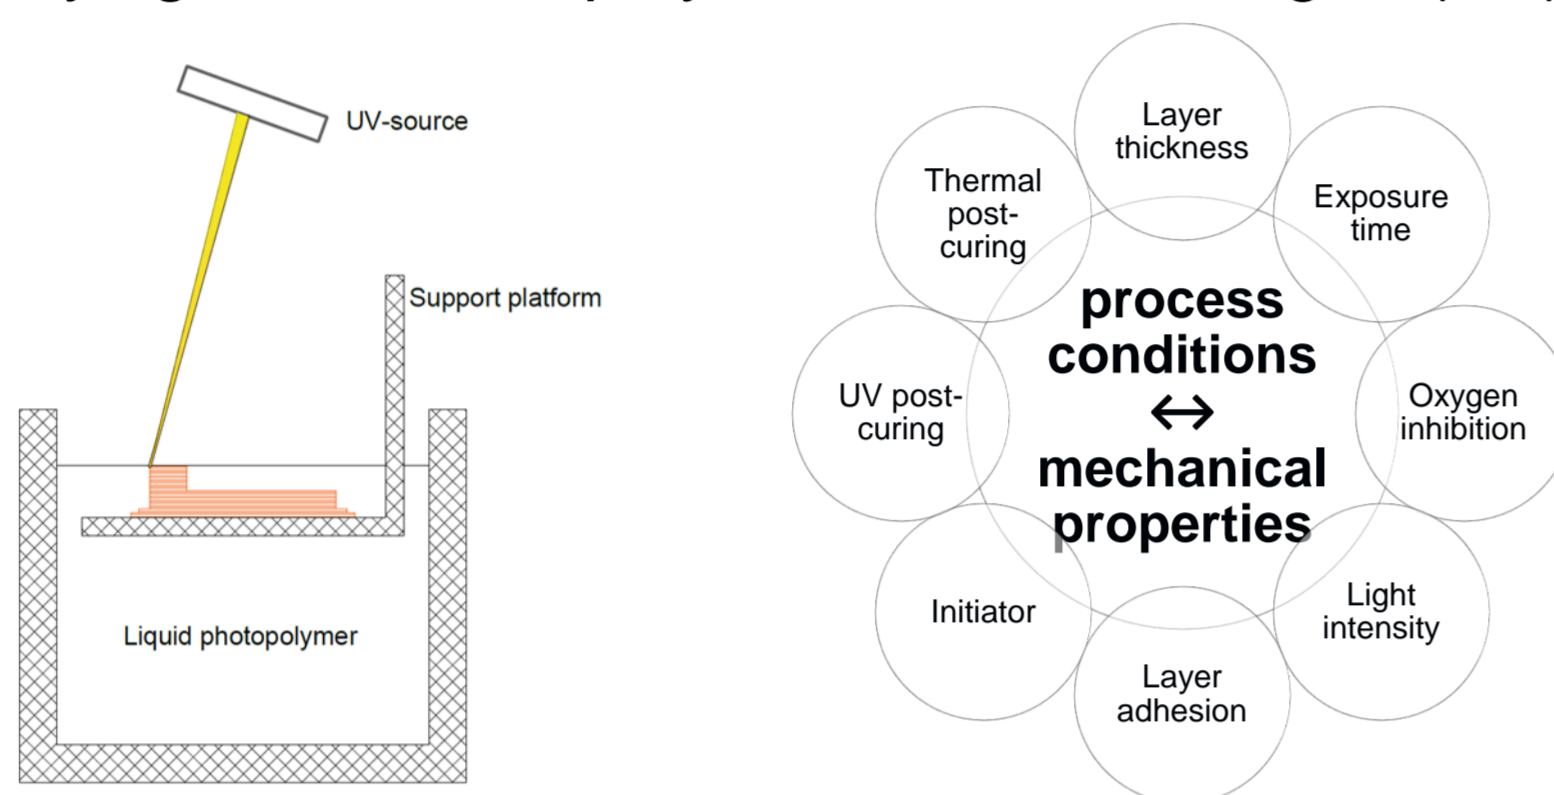 UV-source
Support platform
Liquid photopolymer
Layer
thickness
Exposure
time
Oxygen
inhibition
Light
intensity
Layer
adhesion
Initiator
UV post-
curing
Thermal
post-
curing
process
conditions
↔
mechanical
properties